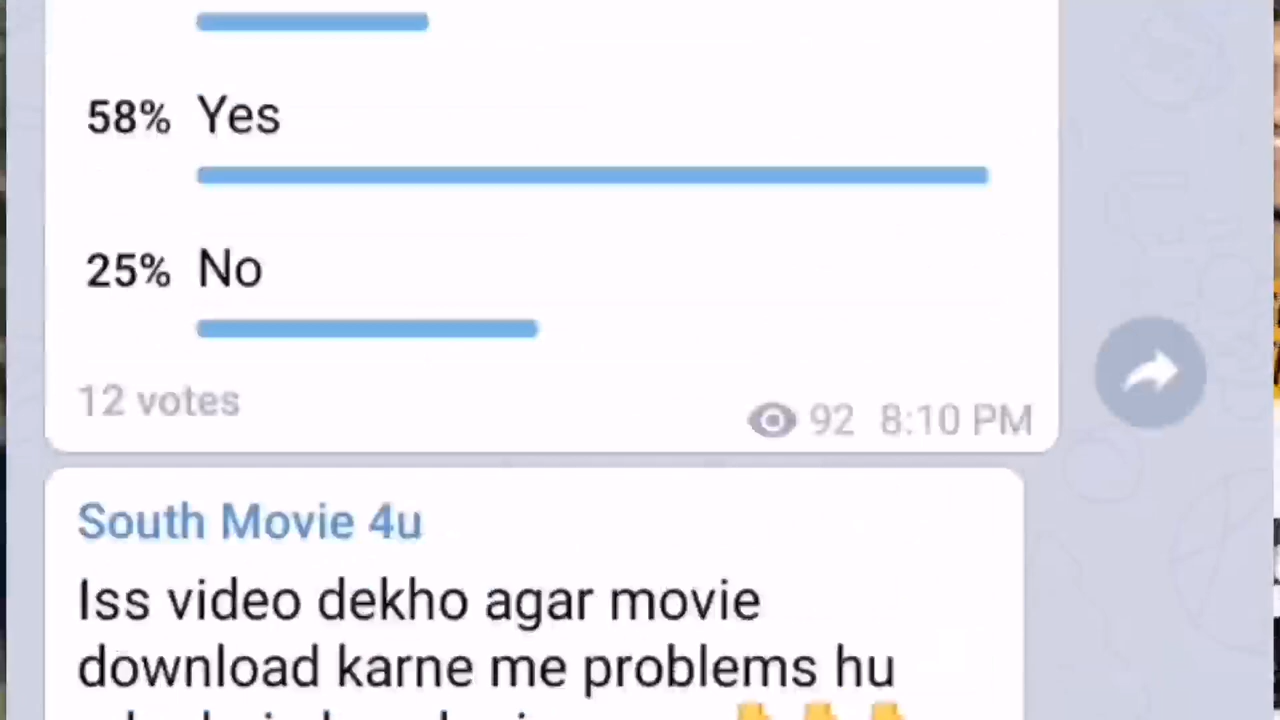 58% Yes
25% No
12 votes
92 8:10 PM
South Movie 4u
Iss video dekho agar movie
download karne me problems hu